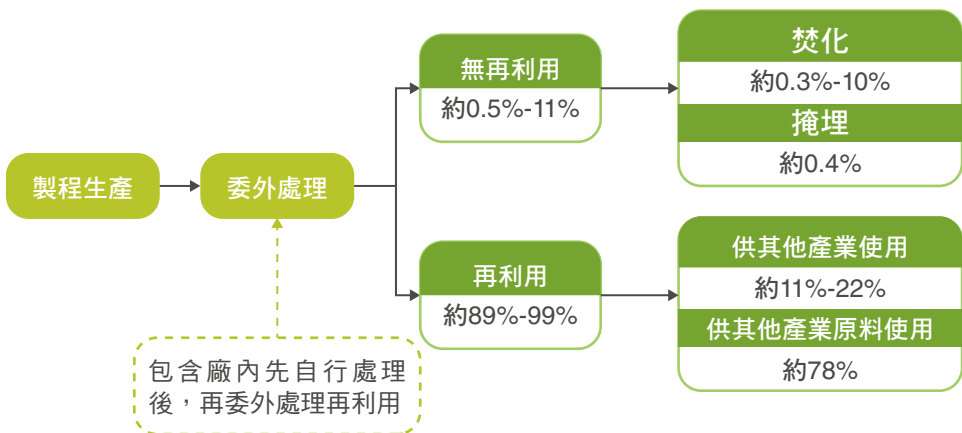 製程生產
委外處理
包含廠內先自行處理
後，再委外處理再利用
無再利用
約0.5%-11%
焚化
約0.3%-10%
掩埋
約0.4%
再利用
約89%-99%
供其他產業使用
約11%-22%
供其他產業原料使用
約78%